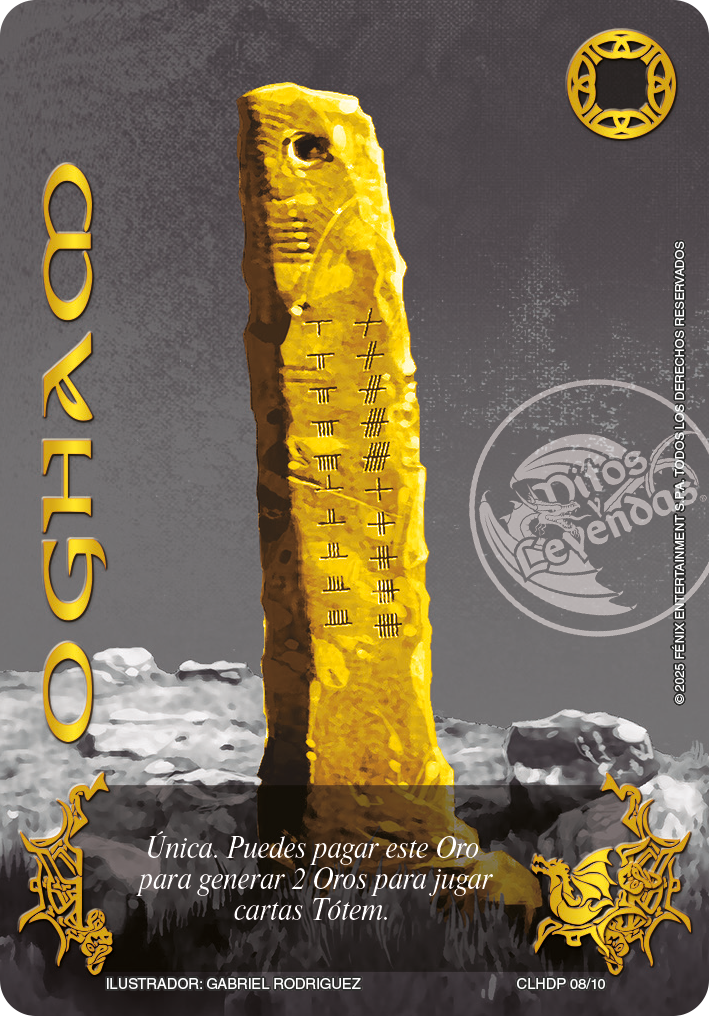 OGHAM
Mitos
y
Leyendas®
© 2025 FÉNIX ENTERTAINMENT S.P.A. TODOS LOS DERECHOS RESERVADOS
Única. Puedes pagar este Oro
para generar 2 Oros para jugar
cartas Tótem.
ILUSTRADOR: GABRIEL RODRIGUEZ
CLHDP 08/10